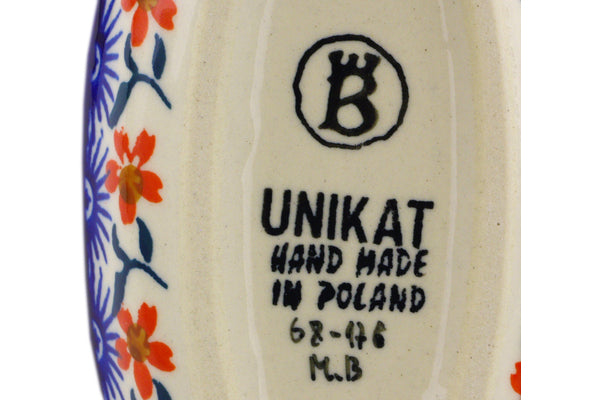 B
UNIKAT
HAND MADE
IN POLAND
68-176
M.B